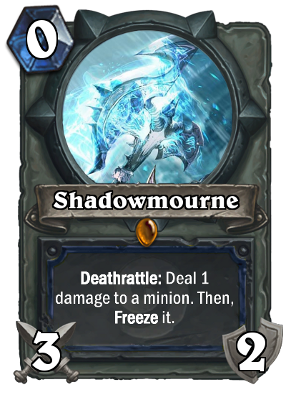 0
Shadowmourne
Deathrattle: Deal 1
damage to a minion. Then,
Freeze it.
3
2